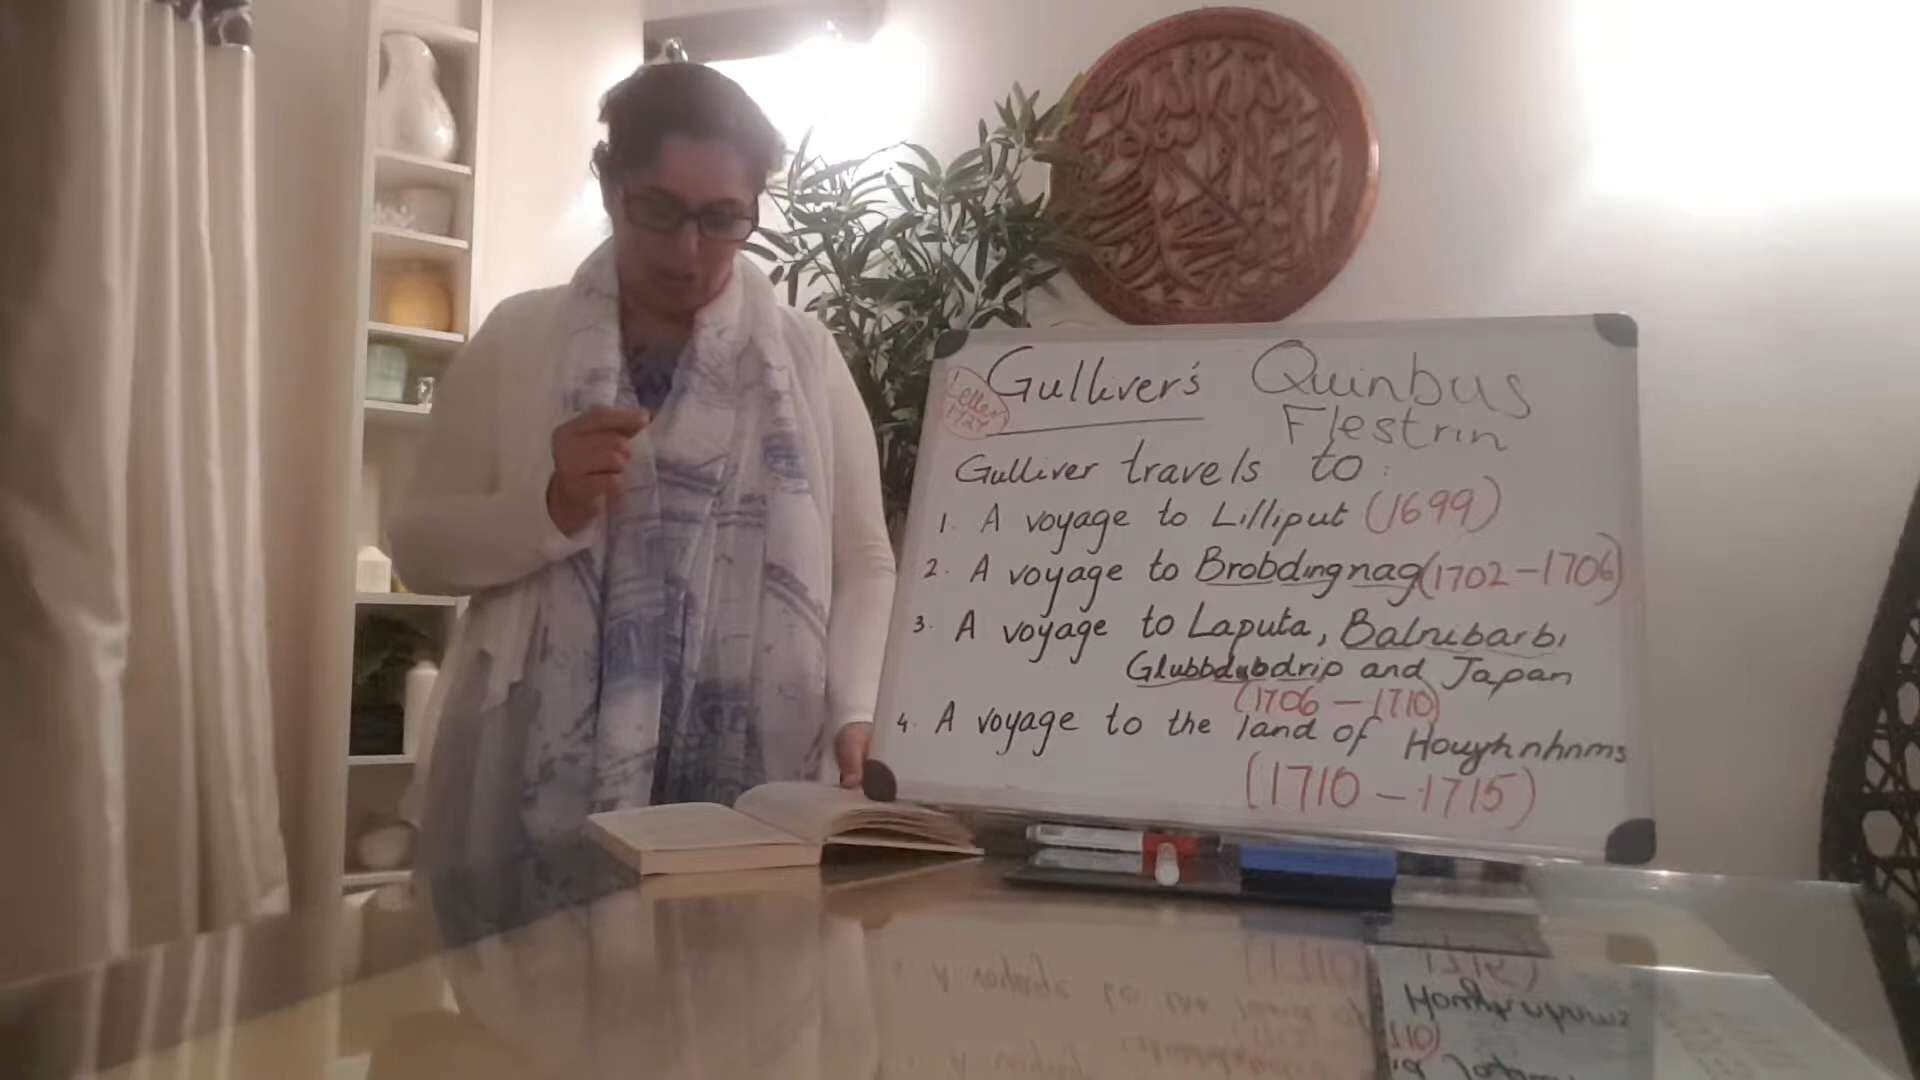 Gulliver's Quinbus
Flestrin
Letter
1727
Gulliver travels to:
1. A voyage to Lilliput (1699)
2. A voyage to Brobdingnag (1702-1706)
3. A voyage to Laputa, Balnibarbi
Glubbdubdrip and Japan
(1706-1710)
4. A voyage to the land of Houyhnhnms
(1710-1715)